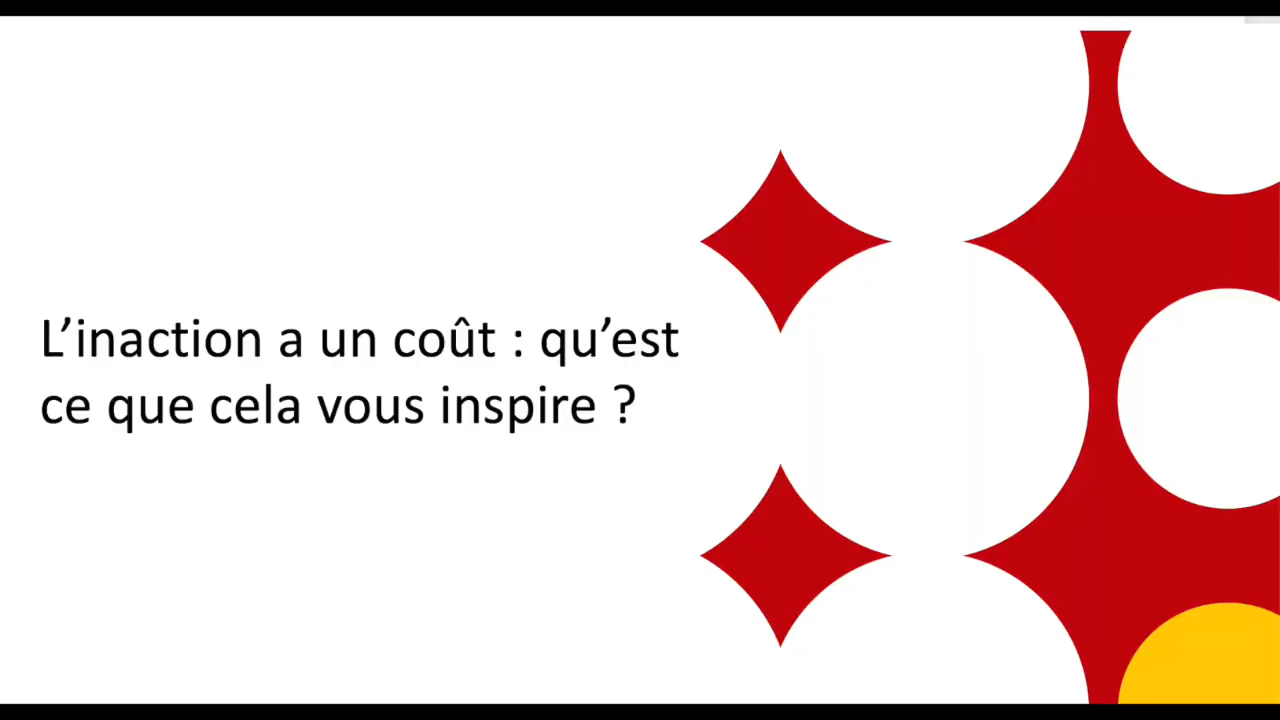 L’inaction a un coût : qu’est
ce que cela vous inspire ?